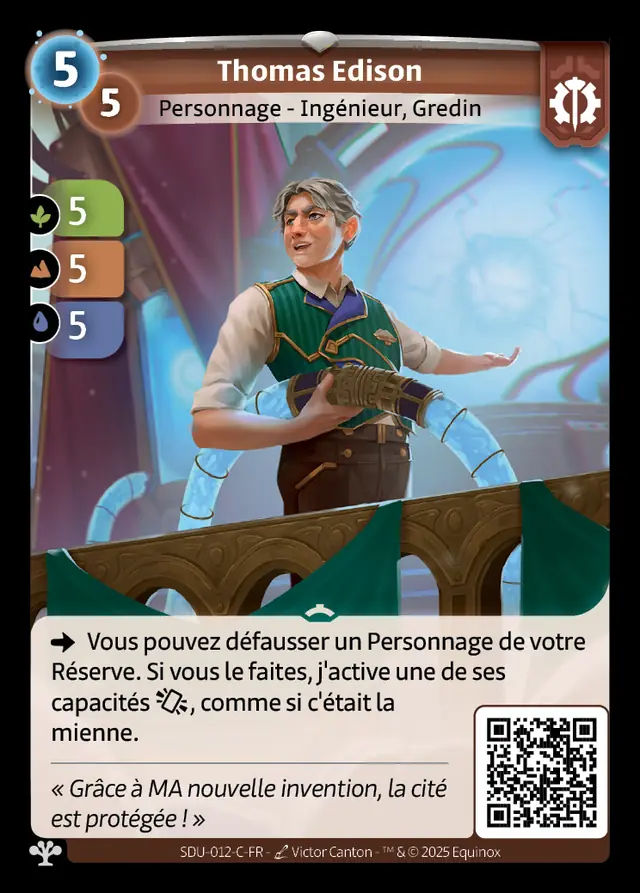 5
Thomas Edison
5
Personnage - Ingénieur, Gredin
5
5
5
Vous pouvez défausser un Personnage de votre
Réserve. Si vous le faites, j'active une de ses
capacités , comme si c'était la
mienne.
« Grâce à MA nouvelle invention, la cité
est protégée ! »
SDU-012-C-FR - Victor Canton - ™ & © 2025 Equinox